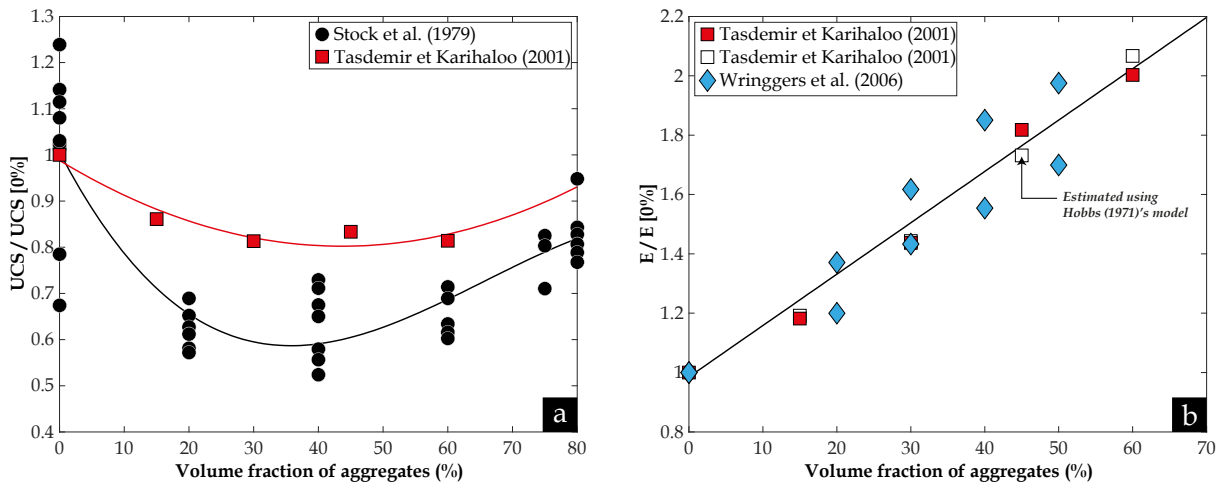 1.3
1.2
1.1
1
0.9
0.8
0.7
0.6
0.5
0.4
UCS / UCS [0%]
Stock et al. (1979)
Tasdemir et Karihaloo (2001)
a
0 10 20 30 40 50 60 70 80
Volume fraction of aggregates (%)
2.2
2
1.8
1.6
1.4
1.2
1
0.8
E / E [0%]
Tasdemir et Karihaloo (2001)
Tasdemir et Karihaloo (2001)
Wringgers et al. (2006)
Estimated using
Hobbs (1971)'s model
b
0 10 20 30 40 50 60 70
Volume fraction of aggregates (%)